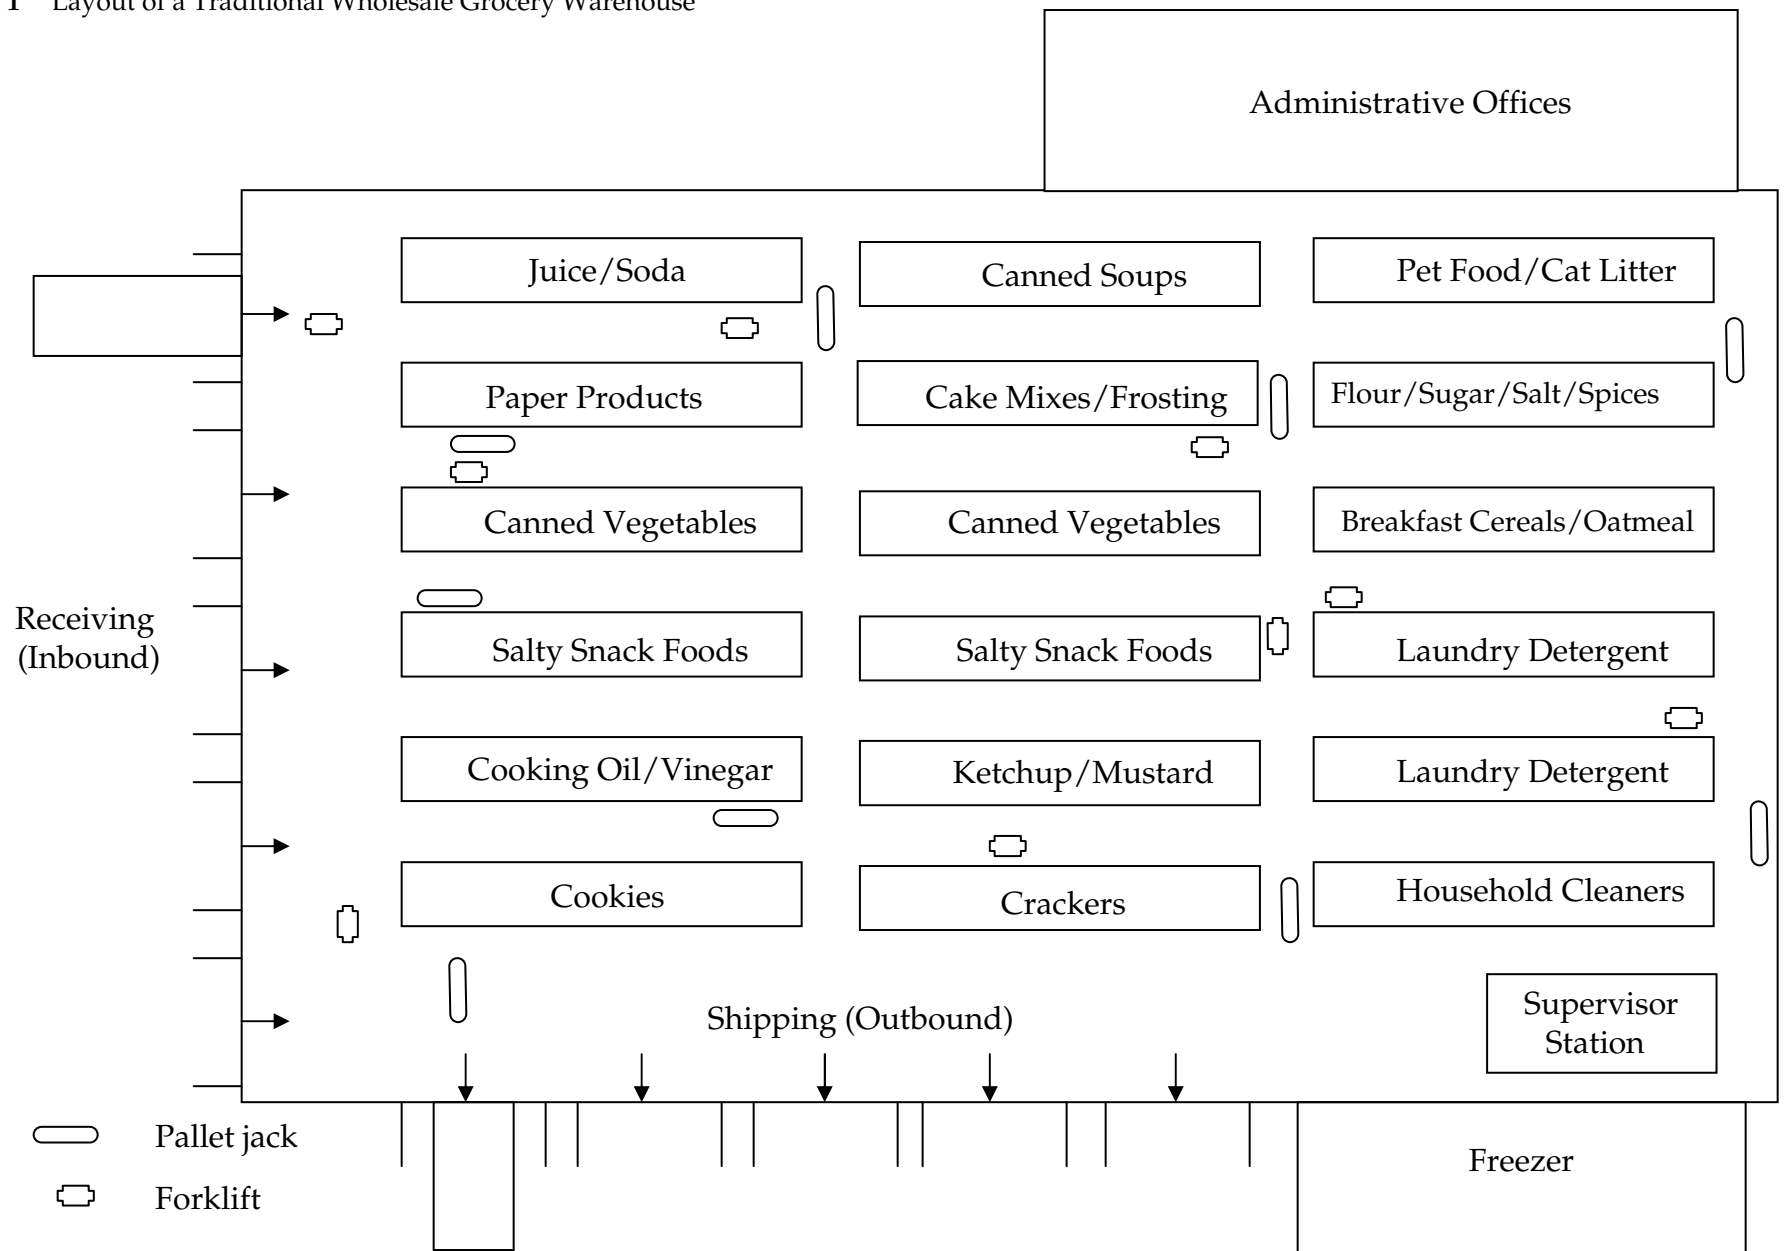 1 Layout of a Traditional Wholesale Grocery Warehouse
Administrative Offices
Juice/Soda
Canned Soups
Pet Food/Cat Litter
Paper Products
Cake Mixes/Frosting
Flour/Sugar/Salt/Spices
Canned Vegetables
Canned Vegetables
Breakfast Cereals/Oatmeal
Receiving
(Inbound)
Salty Snack Foods
Salty Snack Foods
Laundry Detergent
Cooking Oil/Vinegar
Ketchup/Mustard
Laundry Detergent
Cookies
Crackers
Household Cleaners
Shipping (Outbound)
Supervisor
Station
Pallet jack
Forklift
Freezer